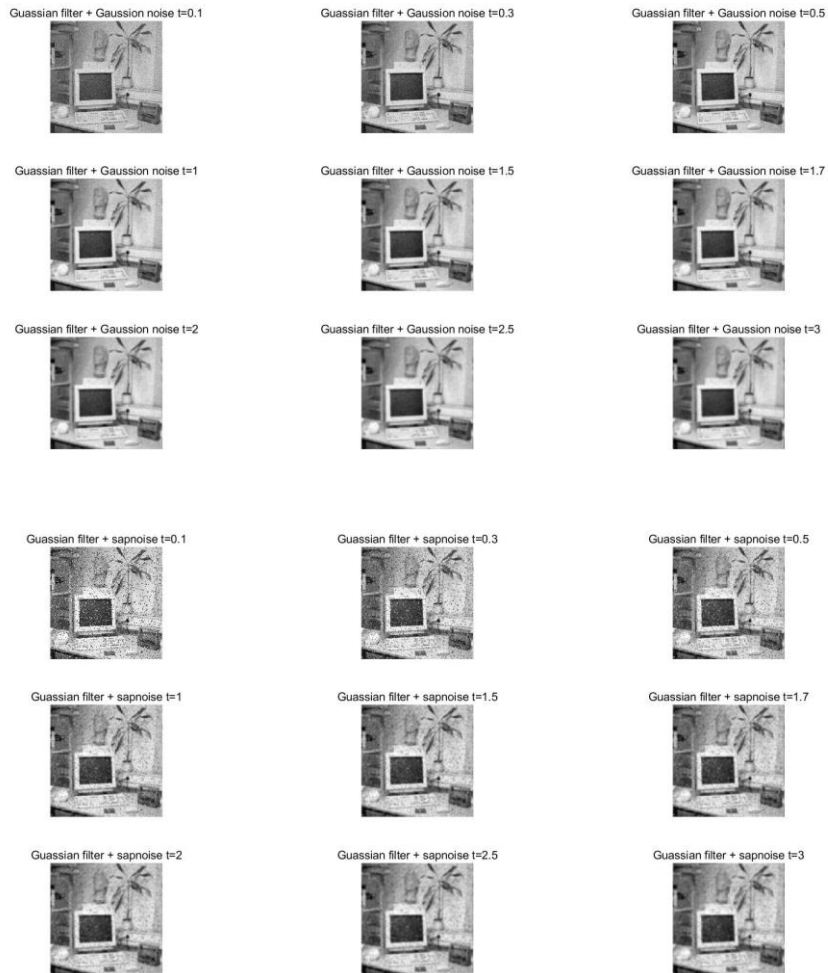 Guassian filter + Gaussion noise t=0.1
Guassian filter + Gaussion noise t=0.3
Guassian filter + Gaussion noise t=0.5
Guassian filter + Gaussion noise t=1
Guassian filter + Gaussion noise t=1.5
Guassian filter + Gaussion noise t=1.7
Guassian filter + Gaussion noise t=2
Guassian filter + Gaussion noise t=2.5
Guassian filter + Gaussion noise t=3
Guassian filter + sapnoise t=0.1
Guassian filter + sapnoise t=0.3
Guassian filter + sapnoise t=0.5
Guassian filter + sapnoise t=1
Guassian filter + sapnoise t=1.5
Guassian filter + sapnoise t=1.7
Guassian filter + sapnoise t=2
Guassian filter + sapnoise t=2.5
Guassian filter + sapnoise t=3